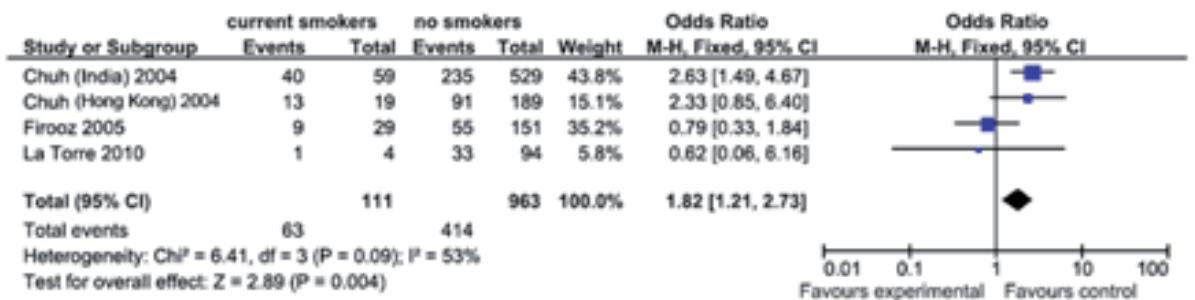 current smokers no smokers Odds Ratio Odds Ratio
Study or Subgroup Events Total Events Total Weight M-H, Fixed, 95% CI M-H, Fixed, 95% CI
Chuh (India) 2004 40 59 235 529 43.8% 2.63 [1.49, 4.67]
Chuh (Hong Kong) 2004 13 19 91 189 15.1% 2.33 [0.85, 6.40]
Firooz 2005 9 29 55 151 35.2% 0.79 [0.33, 1.84]
La Torre 2010 1 4 33 94 5.8% 0.62 [0.06, 6.16]
Total (95% CI) 111 963 100.0% 1.82 [1.21, 2.73]
Total events 63 414
Heterogeneity: Chi² = 6.41, df = 3 (P = 0.09); I² = 53%
Test for overall effect: Z = 2.89 (P = 0.004)
0.01 0.1 1 10 100
Favours experimental Favours control